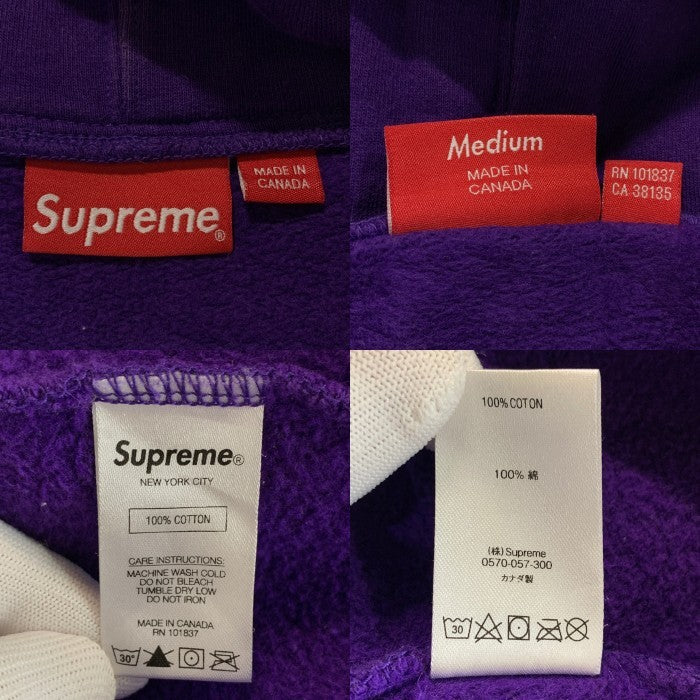 Supreme®
MADE IN
CANADA
Medium
MADE IN
CANADA
RN 101837
CA 38135
Supreme®
NEW YORK CITY
100% COTTON
CARE INSTRUCTIONS:
MACHINE WASH COLD
DO NOT BLEACH
TUMBLE DRY LOW
DO NOT IRON
MADE IN CANADA
RN 101837
30°
100% COTON
100% 綿
(株) Supreme
0570-057-300
カナダ製
30